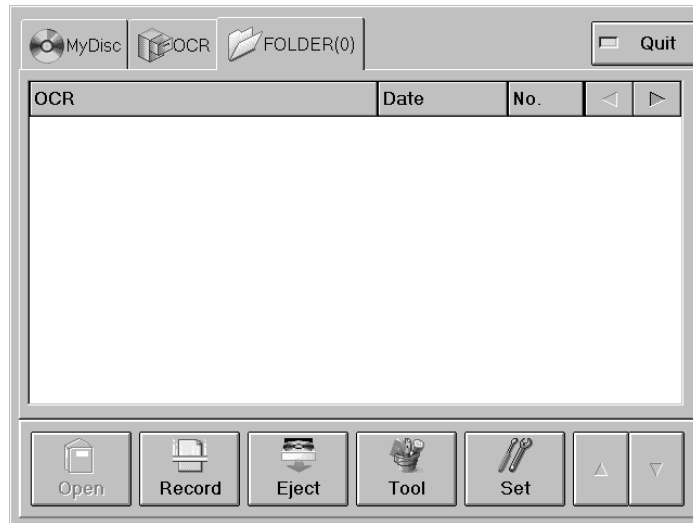 MyDisc OCR FOLDER(0) Quit
OCR Date No.
Open Record Eject Tool Set